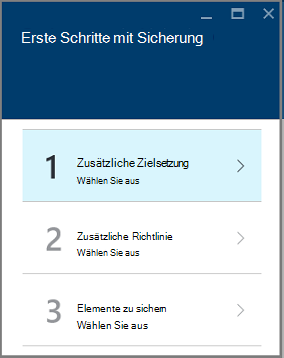 Erste Schritte mit Sicherung
1 Zusätzliche Zielsetzung
Wählen Sie aus
2 Zusätzliche Richtlinie
Wählen Sie aus
3 Elemente zu sichern
Wählen Sie aus